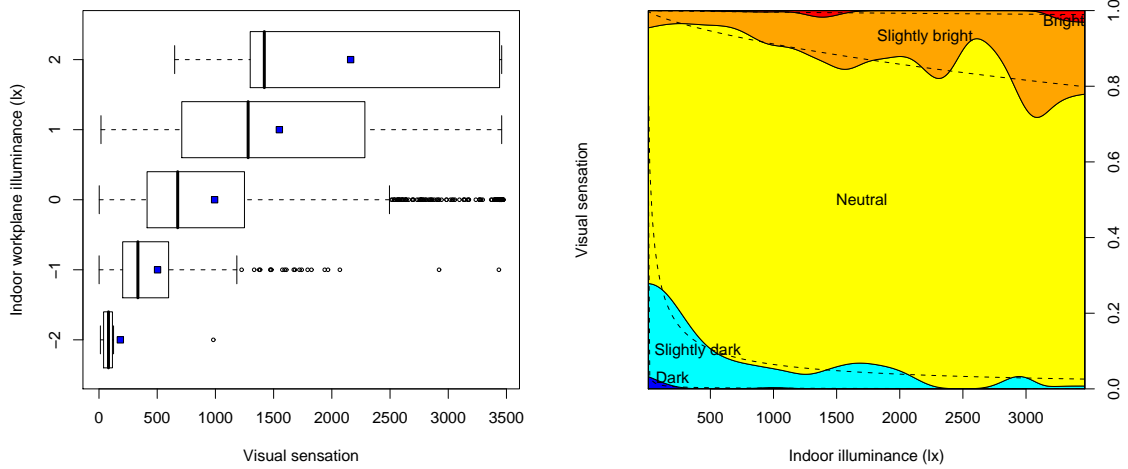 Indoor workplane illuminance (lx)
2
1
0
−1
−2
0 500 1000 1500 2000 2500 3000 3500
Visual sensation
Visual sensation
Bright
Slightly bright
Neutral
Slightly dark
Dark
1.0
0.8
0.6
0.4
0.2
0.0
500 1000 1500 2000 2500 3000
Indoor illuminance (lx)